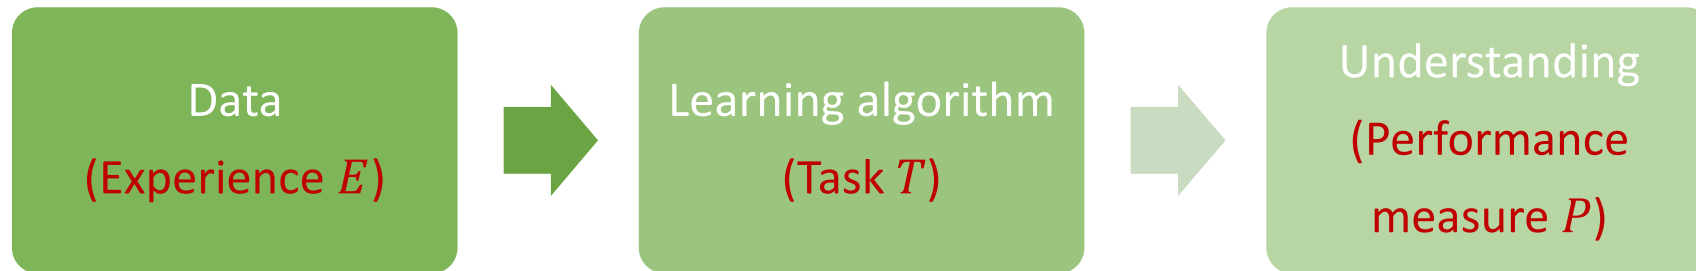 Data
(Experience E)
Learning algorithm
(Task T)
Understanding
(Performance
measure P)